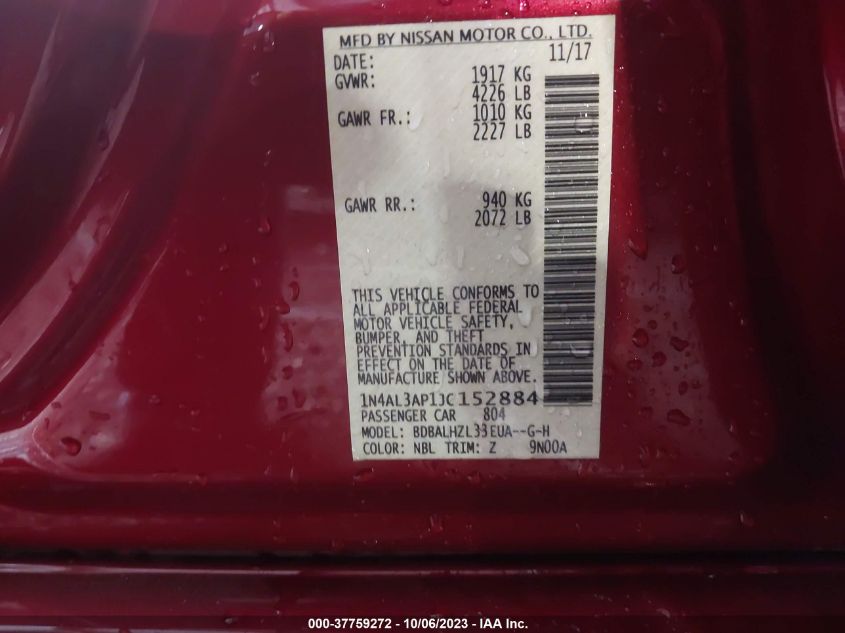 MFD BY NISSAN MOTOR CO., LTD.
DATE: 11/17
GVWR: 1917 KG
4226 LB
GAWR FR.: 1010 KG
2227 LB
GAWR RR.: 940 KG
2072 LB
THIS VEHICLE CONFORMS TO
ALL APPLICABLE FEDERAL
MOTOR VEHICLE SAFETY,
BUMPER, AND THEFT
PREVENTION STANDARDS IN
EFFECT ON THE DATE OF
MANUFACTURE SHOWN ABOVE.
1N4AL3AP1JC152884
PASSENGER CAR 804
MODEL: BDBALHZL33EUA--G-H
COLOR: NBL TRIM: Z 9N00A
000-37759272 - 10/06/2023 - IAA Inc.